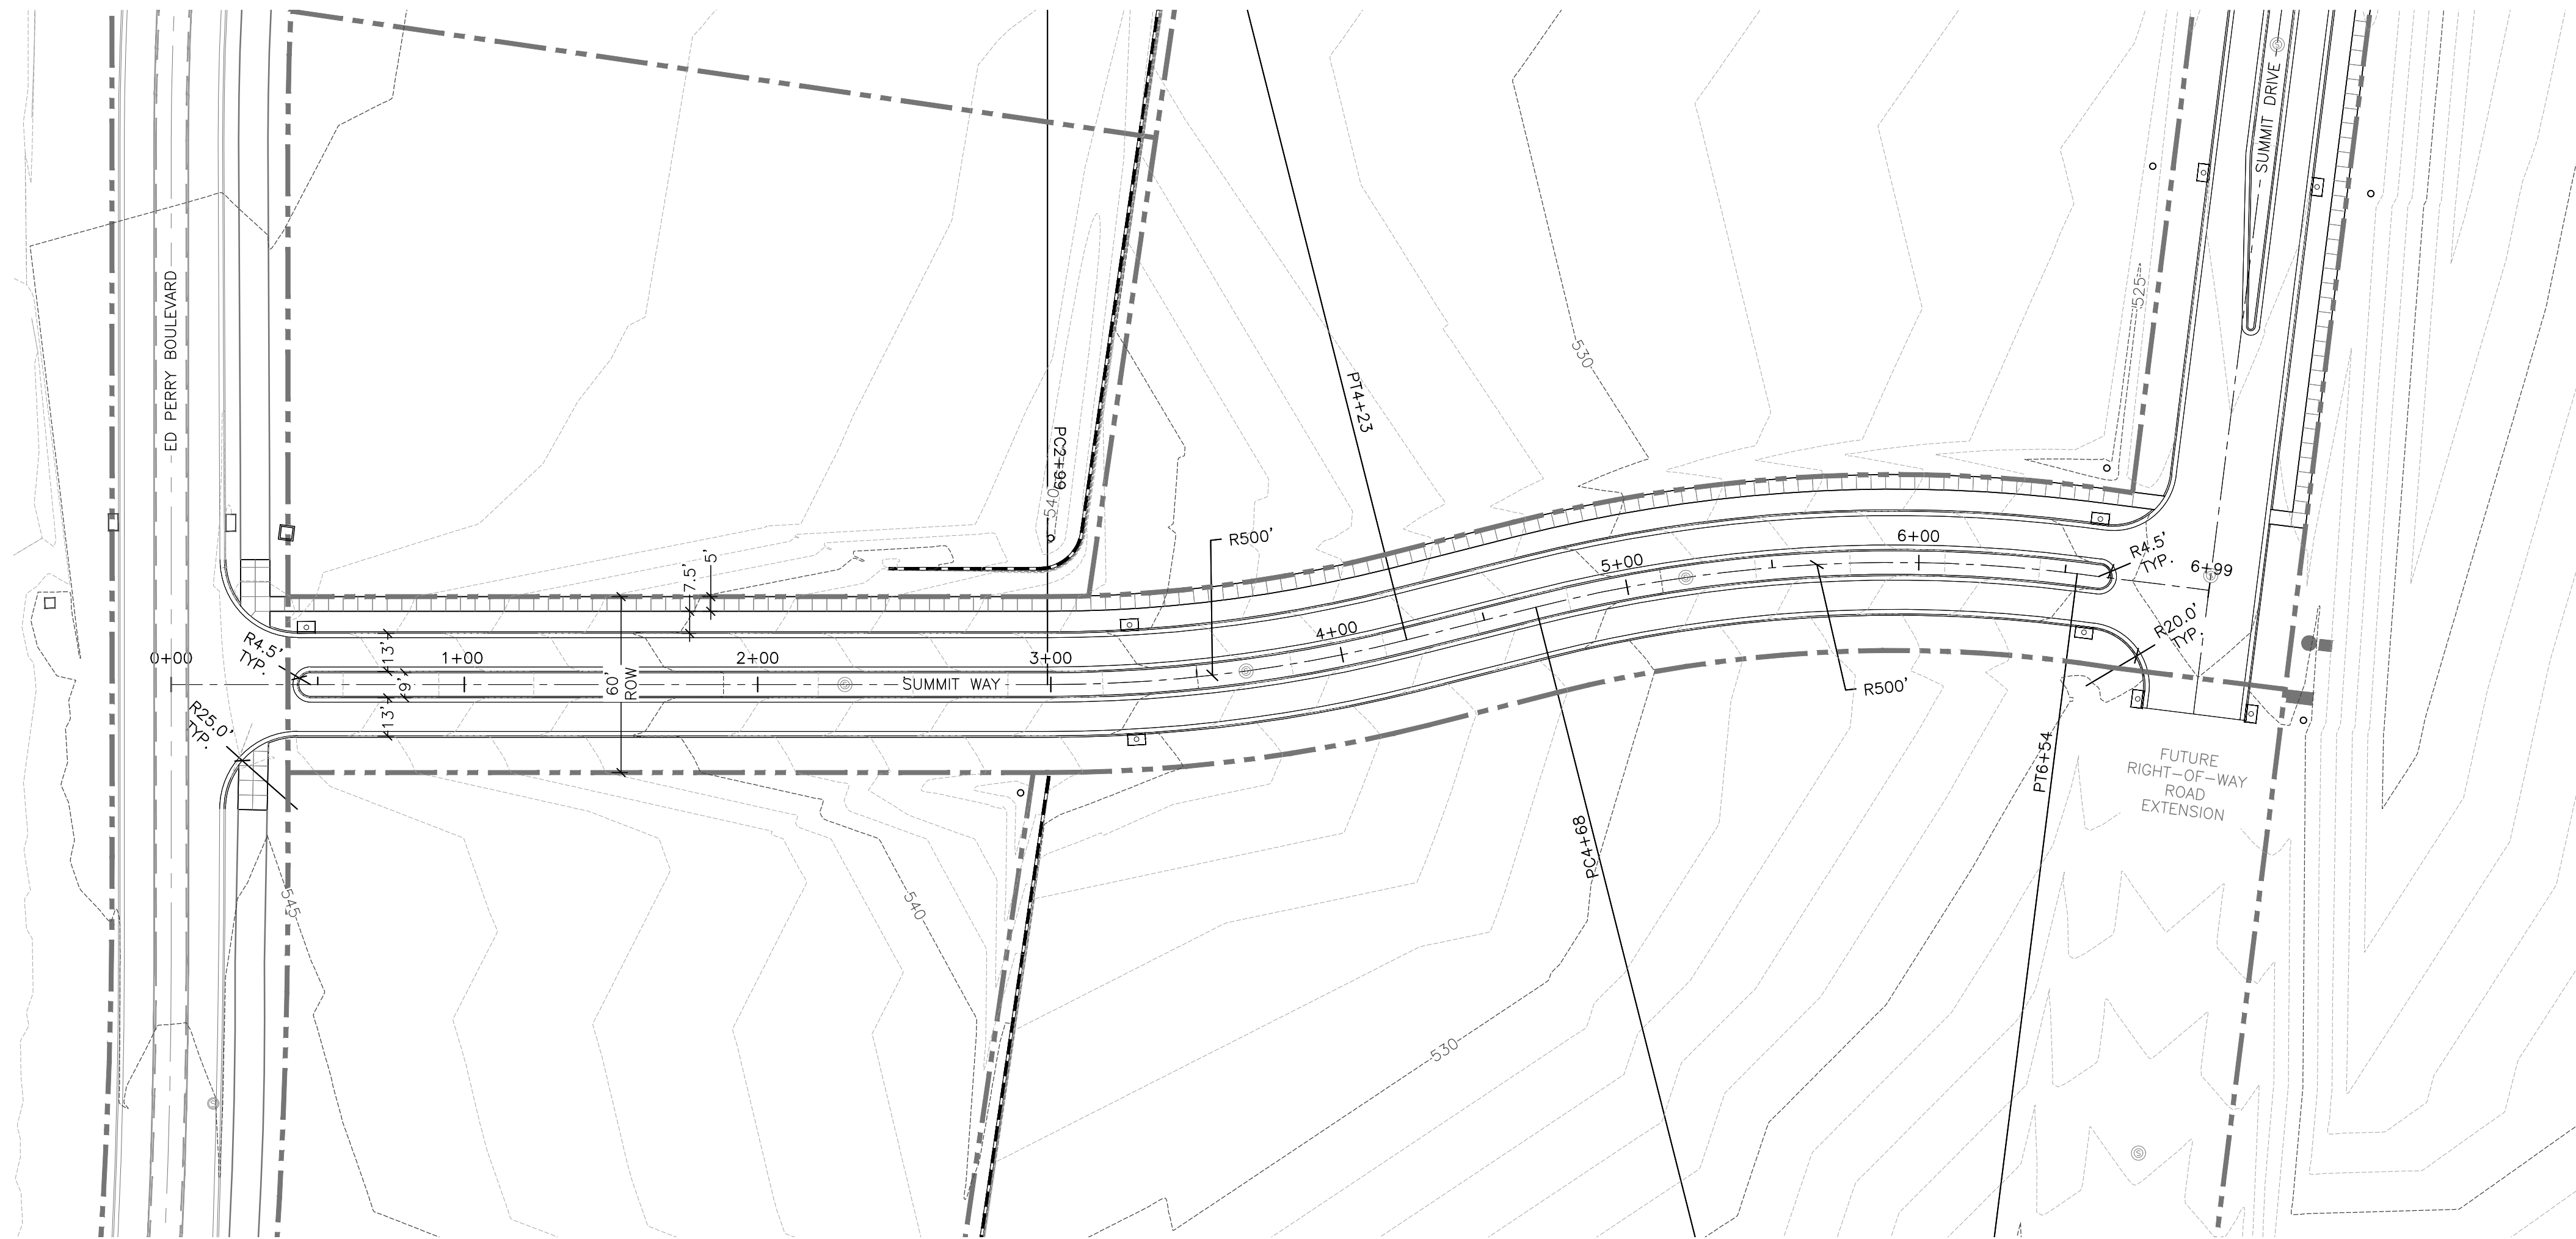 ED PERRY BOULEVARD
SUMMIT DRIVE
525
530
PT4+23
PC2+99
540
R500'
7.5'
5'
6+00
5+00
R4.5'
TYP.
6+99
R20.0'
TYP.
4+00
R4.5'
TYP.
0+00
1+00
2+00
3+00
13'
9'
13'
60'
ROW
SUMMIT WAY
R500'
R25.0'
TYP.
PT6+54
FUTURE
RIGHT-OF-WAY
ROAD
EXTENSION
PC4+68
545
540
530